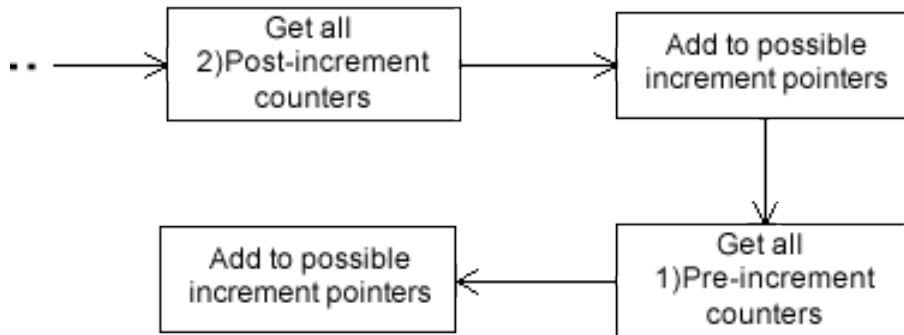 Get all
2)Post-increment
counters
Add to possible
increment pointers
Get all
1)Pre-increment
counters
Add to possible
increment pointers